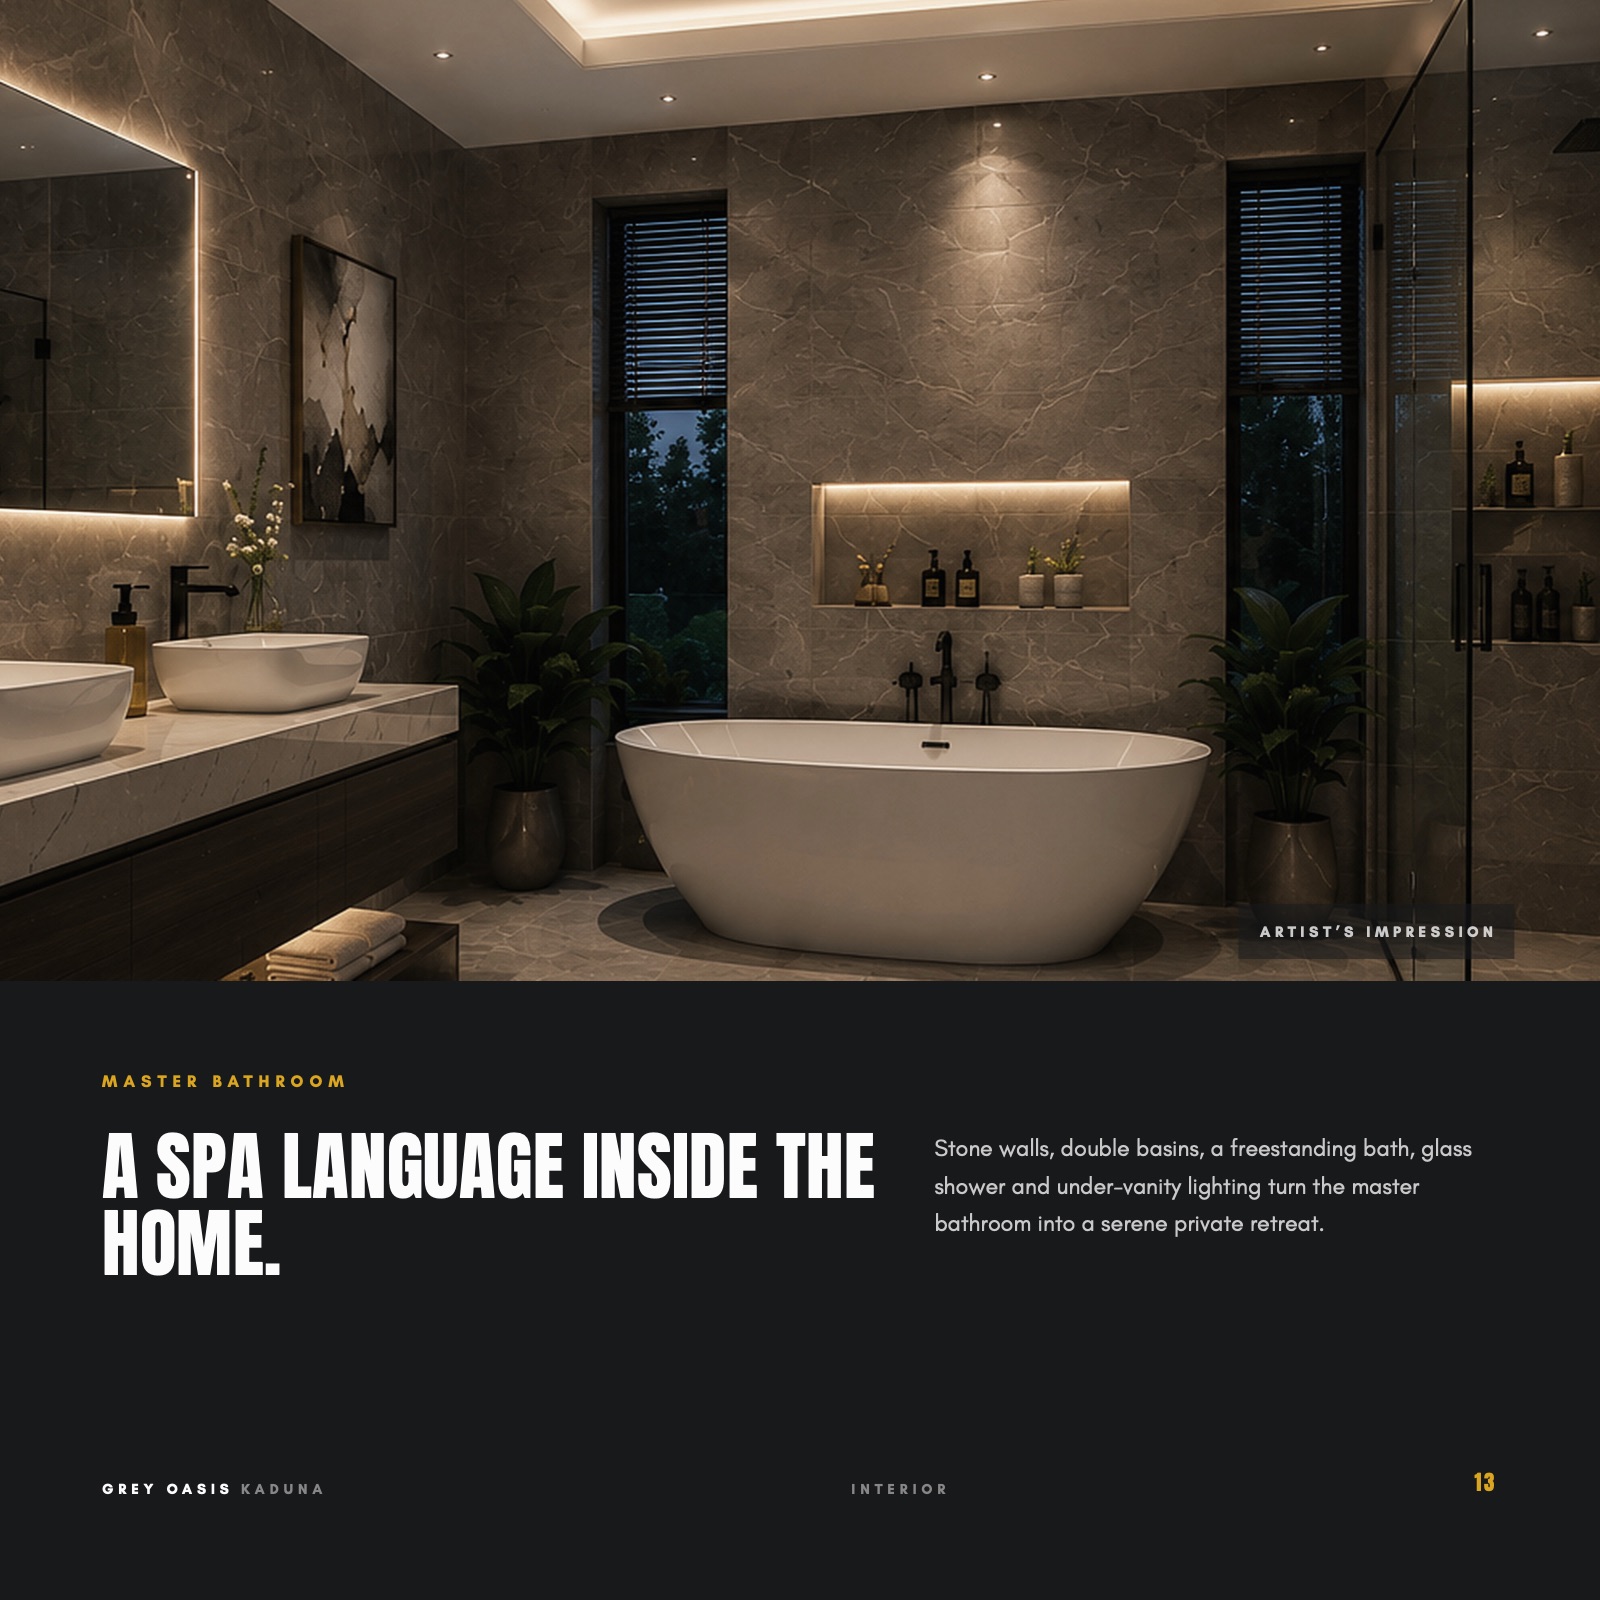 ARTIST'S IMPRESSION
MASTER BATHROOM
A SPA LANGUAGE INSIDE THE
HOME.
Stone walls, double basins, a freestanding bath, glass
shower and under-vanity lighting turn the master
bathroom into a serene private retreat.
GREY OASIS KADUNA
INTERIOR
13